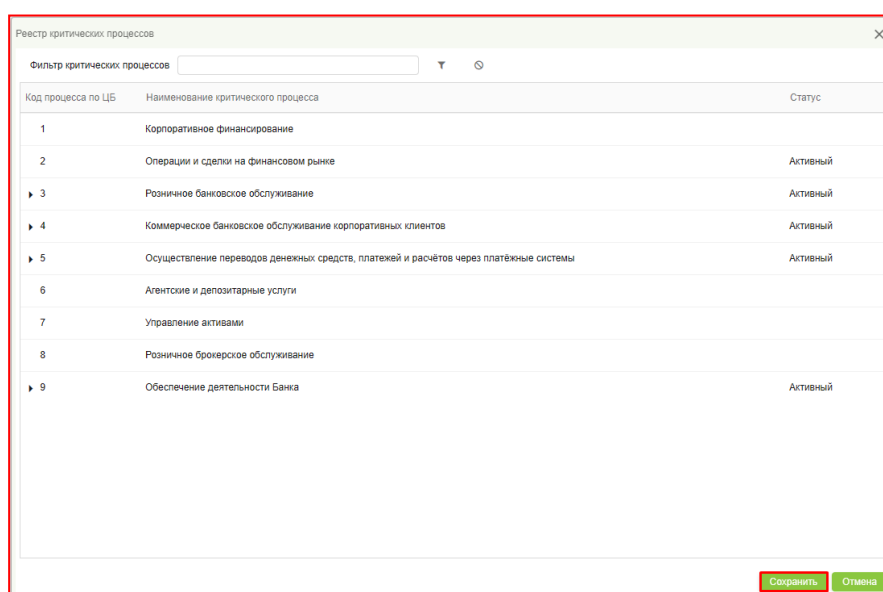 Реестр критических процессов
Фильтр критических процессов
Код процесса по ЦБ Наименование критического процесса Статус
1 Корпоративное финансирование
2 Операции и сделки на финансовом рынке Активный
3 Розничное банковское обслуживание Активный
4 Коммерческое банковское обслуживание корпоративных клиентов Активный
5 Осуществление переводов денежных средств, платежей и расчётов через платёжные системы Активный
6 Агентские и депозитарные услуги
7 Управление активами
8 Розничное брокерское обслуживание
9 Обеспечение деятельности Банка Активный
Сохранить Отмена